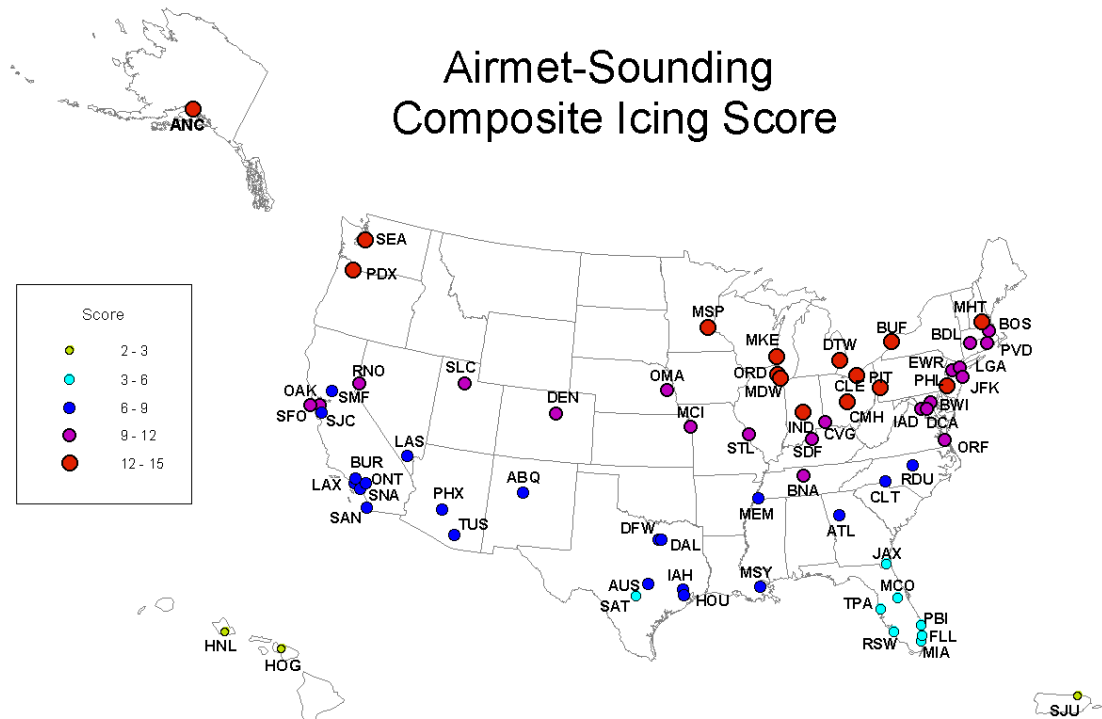 Airmet-Sounding
Composite Icing Score
ANC
SEA
PDX
Score
2 - 3
3 - 6
6 - 9
9 - 12
12 - 15
MSP
MHT
BOS
BUF
BDL
PVD
MKE
DTW
EWR
LGA
ORD
MDW
CLE
PIT
PHL
JFK
RNO
SLC
OMA
OAK
SMF
SFO
SJC
DEN
MCI
STL
IND
CMH
CVG
SDF
IAD
BWI
DCA
ORF
LAS
BUR
LAX
ONT
SNA
SAN
PHX
TUS
ABQ
BNA
MEM
RDU
CLT
ATL
DFW
DAL
AUS
SAT
IAH
HOU
MSY
JAX
MCO
TPA
PBI
RSW
FLL
MIA
HNL
HOG
SJU